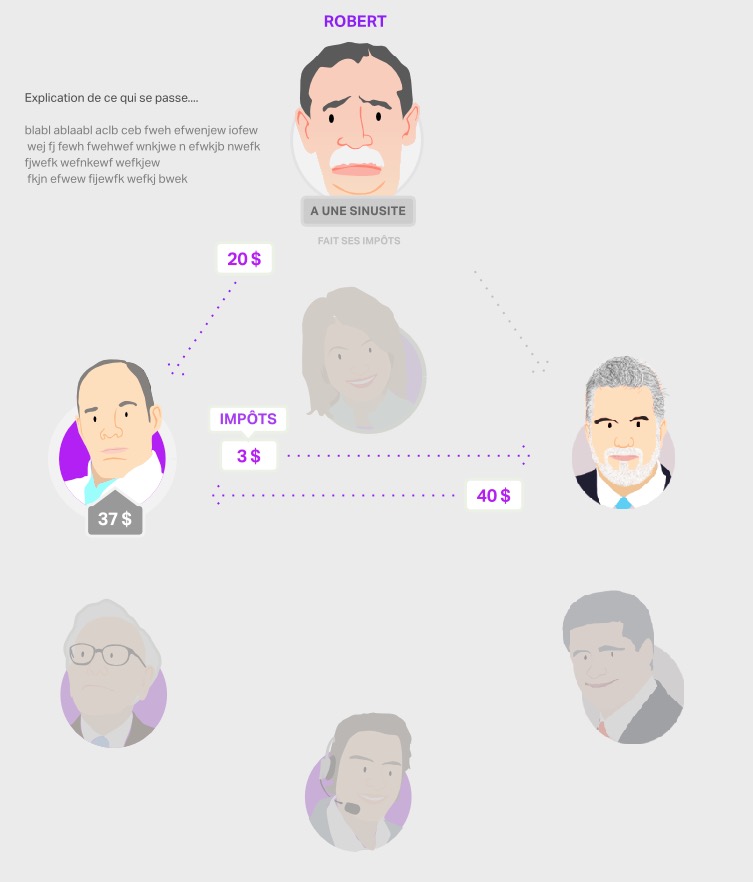 ROBERT
Explication de ce qui se passe....
blabl ablaabl aclb ceb fweh efwenjew iofew
wej fj fewh fwehwef wnkjwe n efwkjb nwefk
fjwefk wefnkewf wefkjew
fkjn efwew fijewfk wefkj bwek
A UNE SINUSITE
FAIT SES IMPÔTS
20 $
IMPÔTS
3 $
40 $
37 $